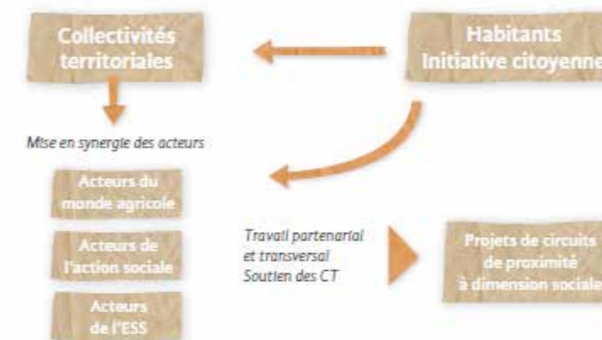 Collectivités
territoriales
Habitants
Initiative citoyenne
Mise en synergie des acteurs
Acteurs du
monde agricole
Acteurs de
l'action sociale
Acteurs
de l'ESS
Travail partenarial
et transversal
Soutien des CT
Projets de circuits
de proximité
à dimension sociale